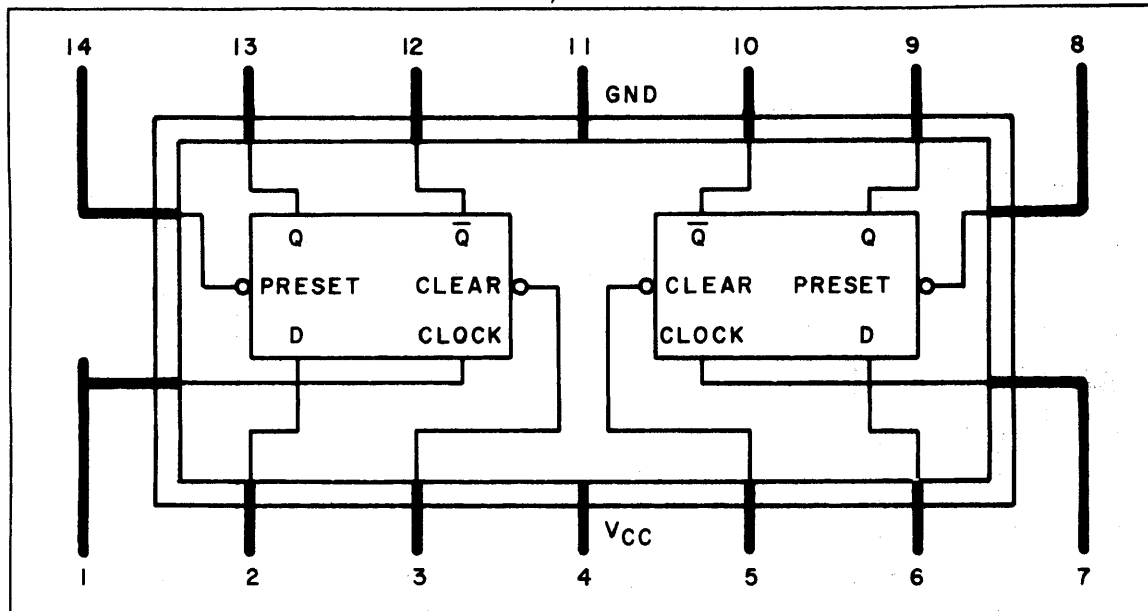 14 13 12 11 10 9 8
GND
Q Q̅ Q̅ Q
PRESET CLEAR CLEAR PRESET
D CLOCK CLOCK D
VCC
1 2 3 4 5 6 7